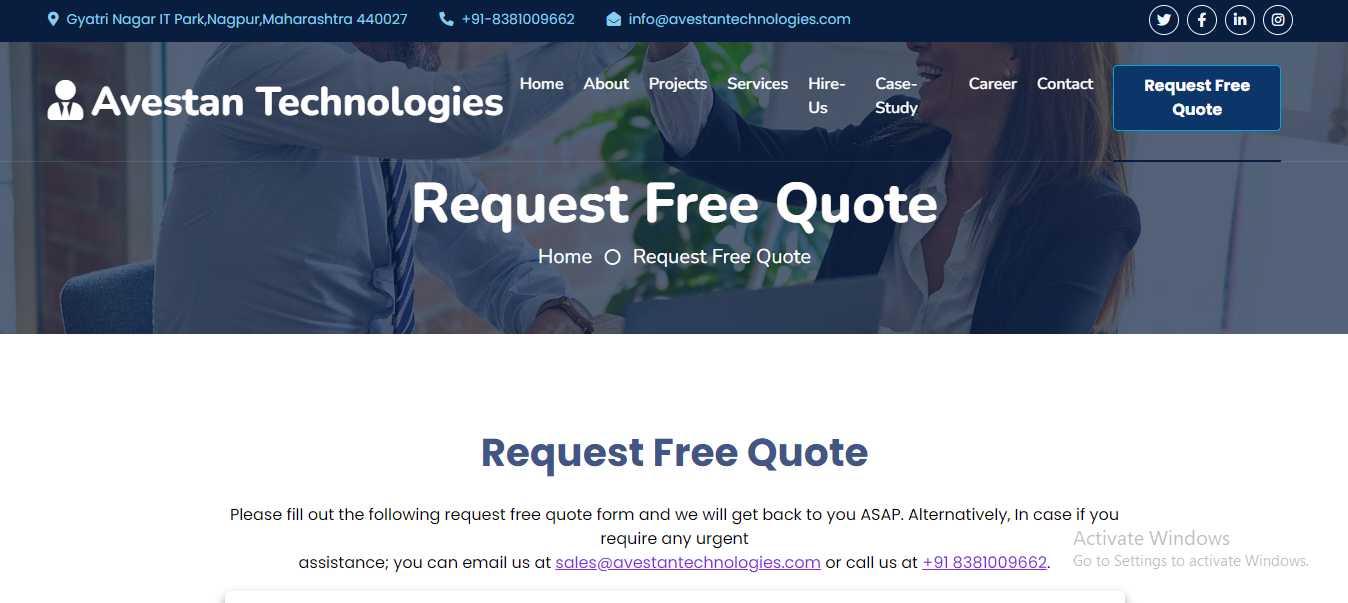 Gyatri Nagar IT Park,Nagpur,Maharashtra 440027 +91-8381009662 info@avestantechnologies.com
Avestan Technologies
Home About Projects Services Hire-Us Case-Study Career Contact
Request Free
Quote
Request Free Quote
Home Request Free Quote
Request Free Quote
Please fill out the following request free quote form and we will get back to you ASAP. Alternatively, In case if you
require any urgent
assistance; you can email us at sales@avestantechnologies.com or call us at +91 8381009662.
Activate Windows
Go to Settings to activate Windows.